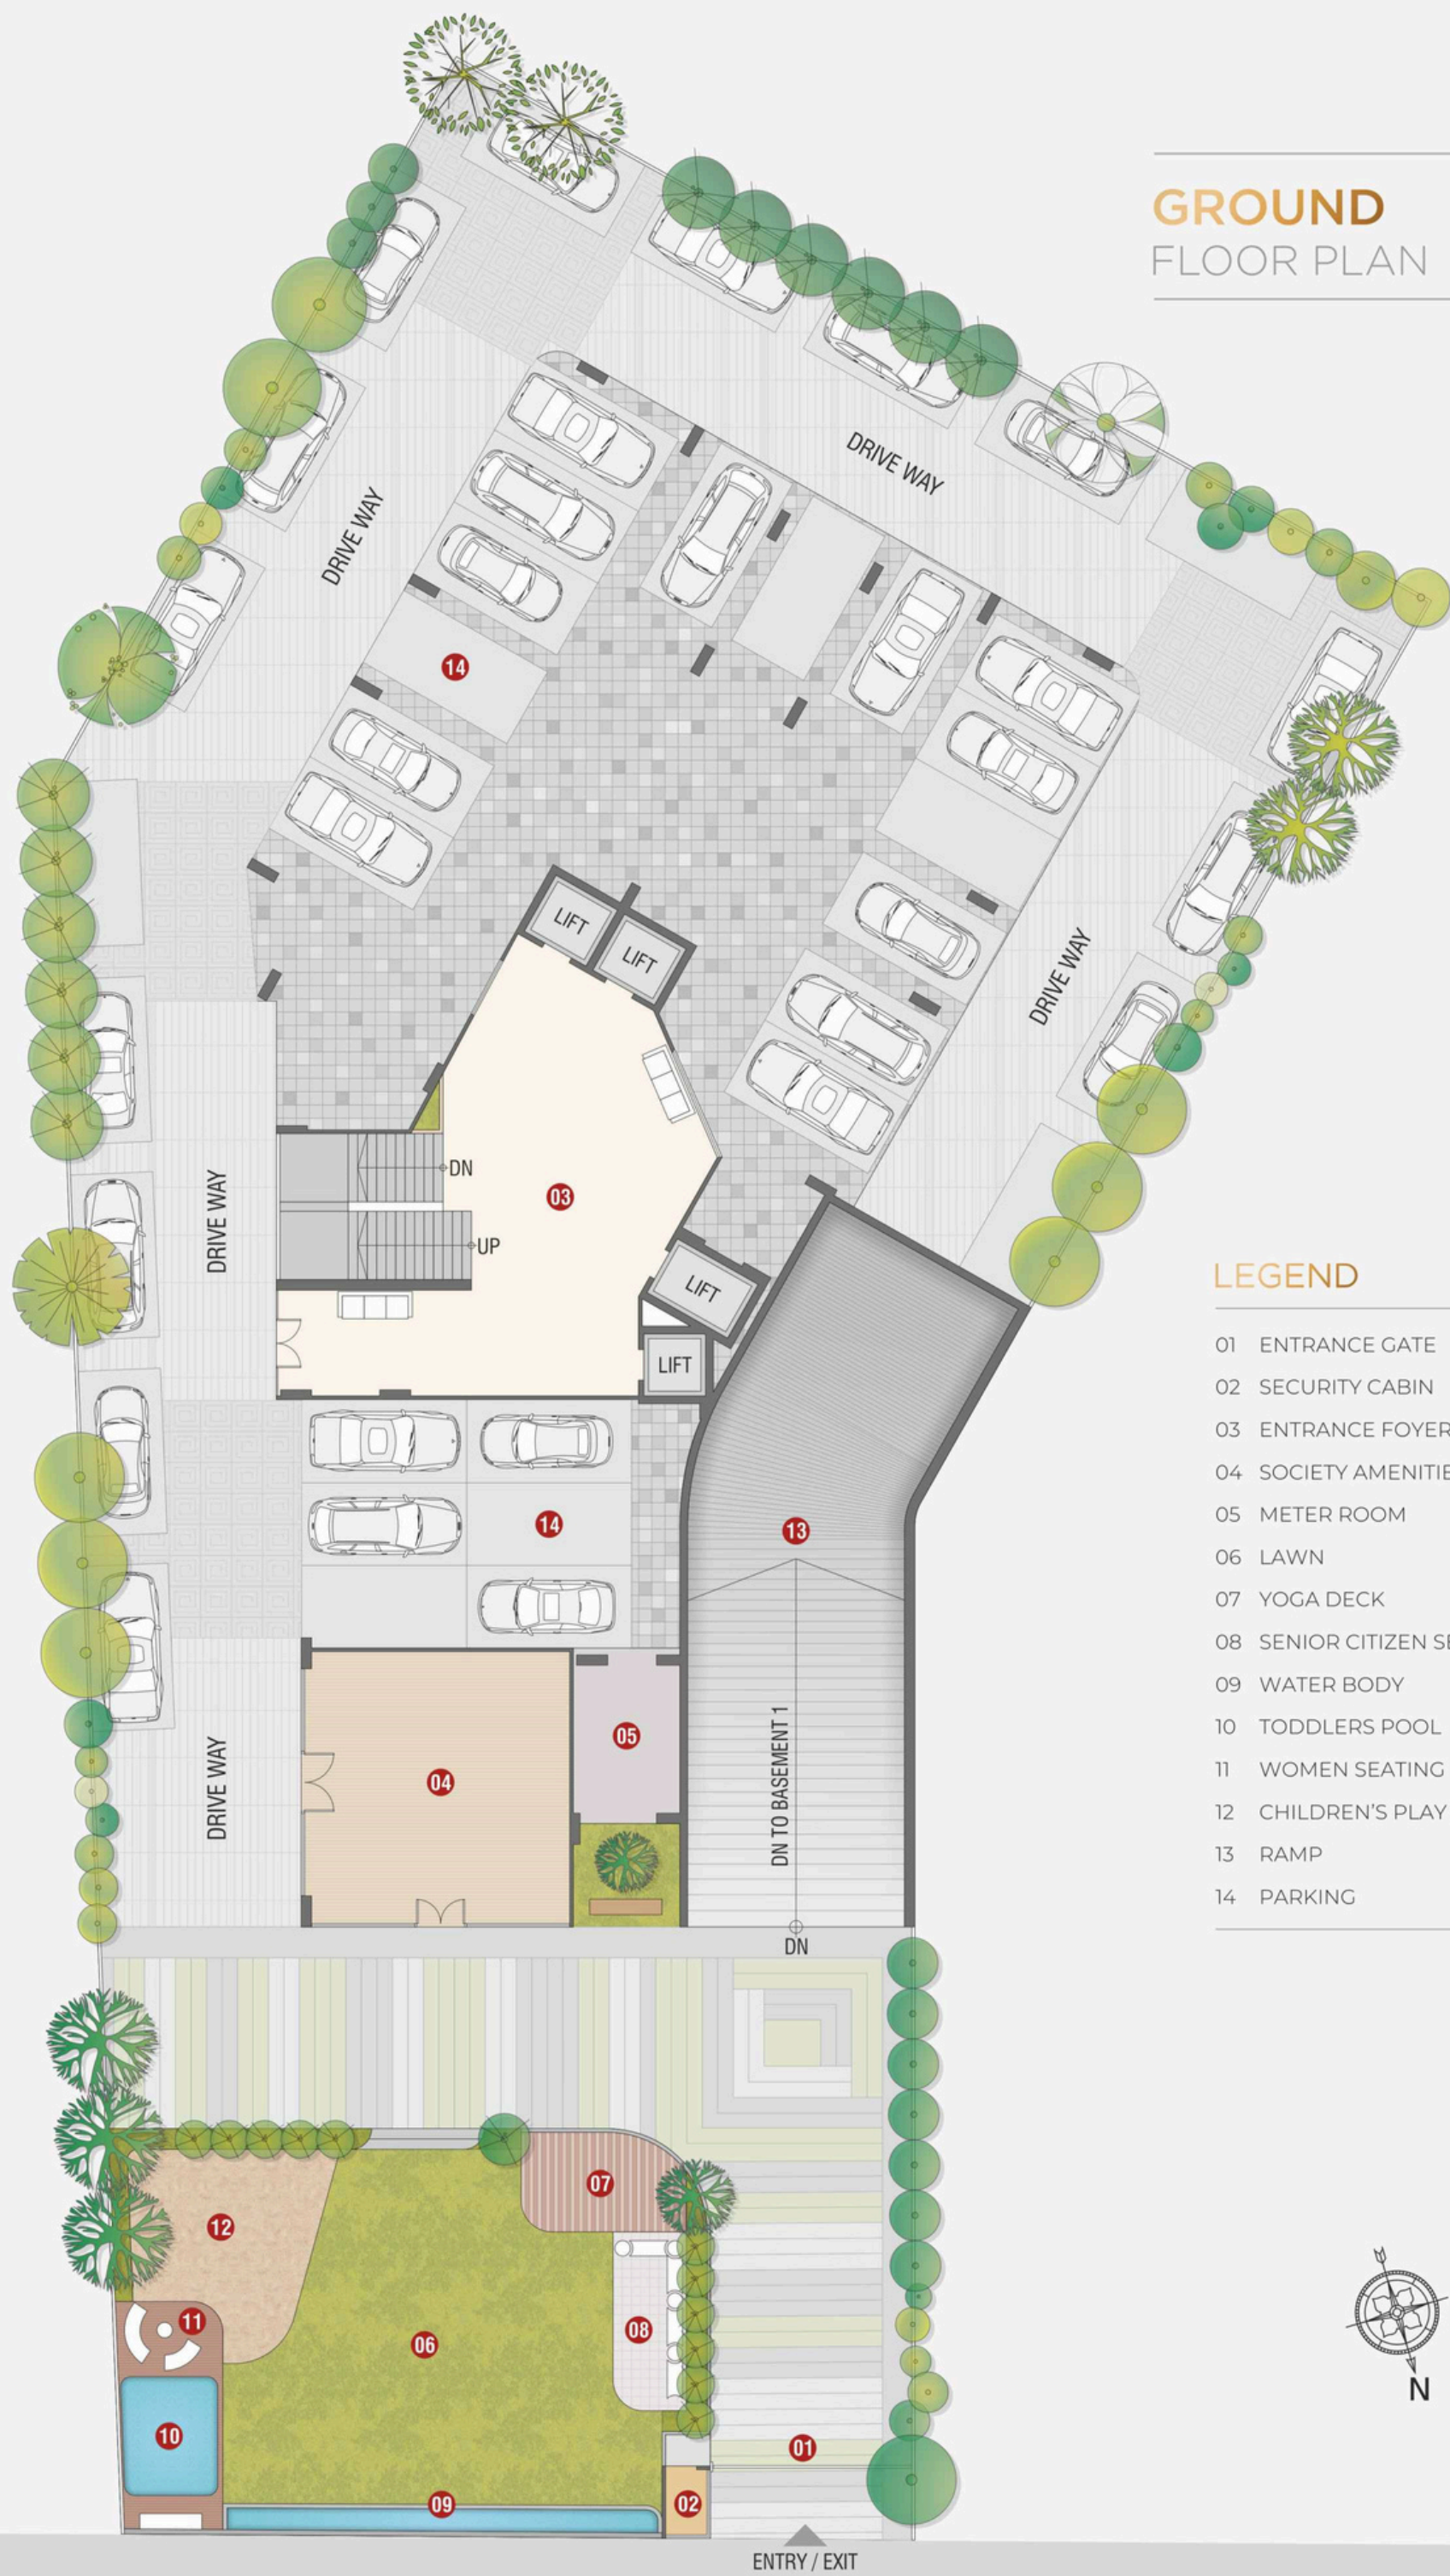 GROUND
FLOOR PLAN
DRIVE WAY
DRIVE WAY
14
LIFT
LIFT
DRIVE WAY
DN
DRIVE WAY
03
UP
LIFT
LIFT
14
13
05
04
DN TO BASEMENT 1
DRIVE WAY
DN
07
12
11
08
06
10
01
09
02
ENTRY / EXIT
LEGEND
01 ENTRANCE GATE
02 SECURITY CABIN
03 ENTRANCE FOYER
04 SOCIETY AMENITIE
05 METER ROOM
06 LAWN
07 YOGA DECK
08 SENIOR CITIZEN SE
09 WATER BODY
10 TODDLERS POOL
11 WOMEN SEATING
12 CHILDREN'S PLAY
13 RAMP
14 PARKING
N